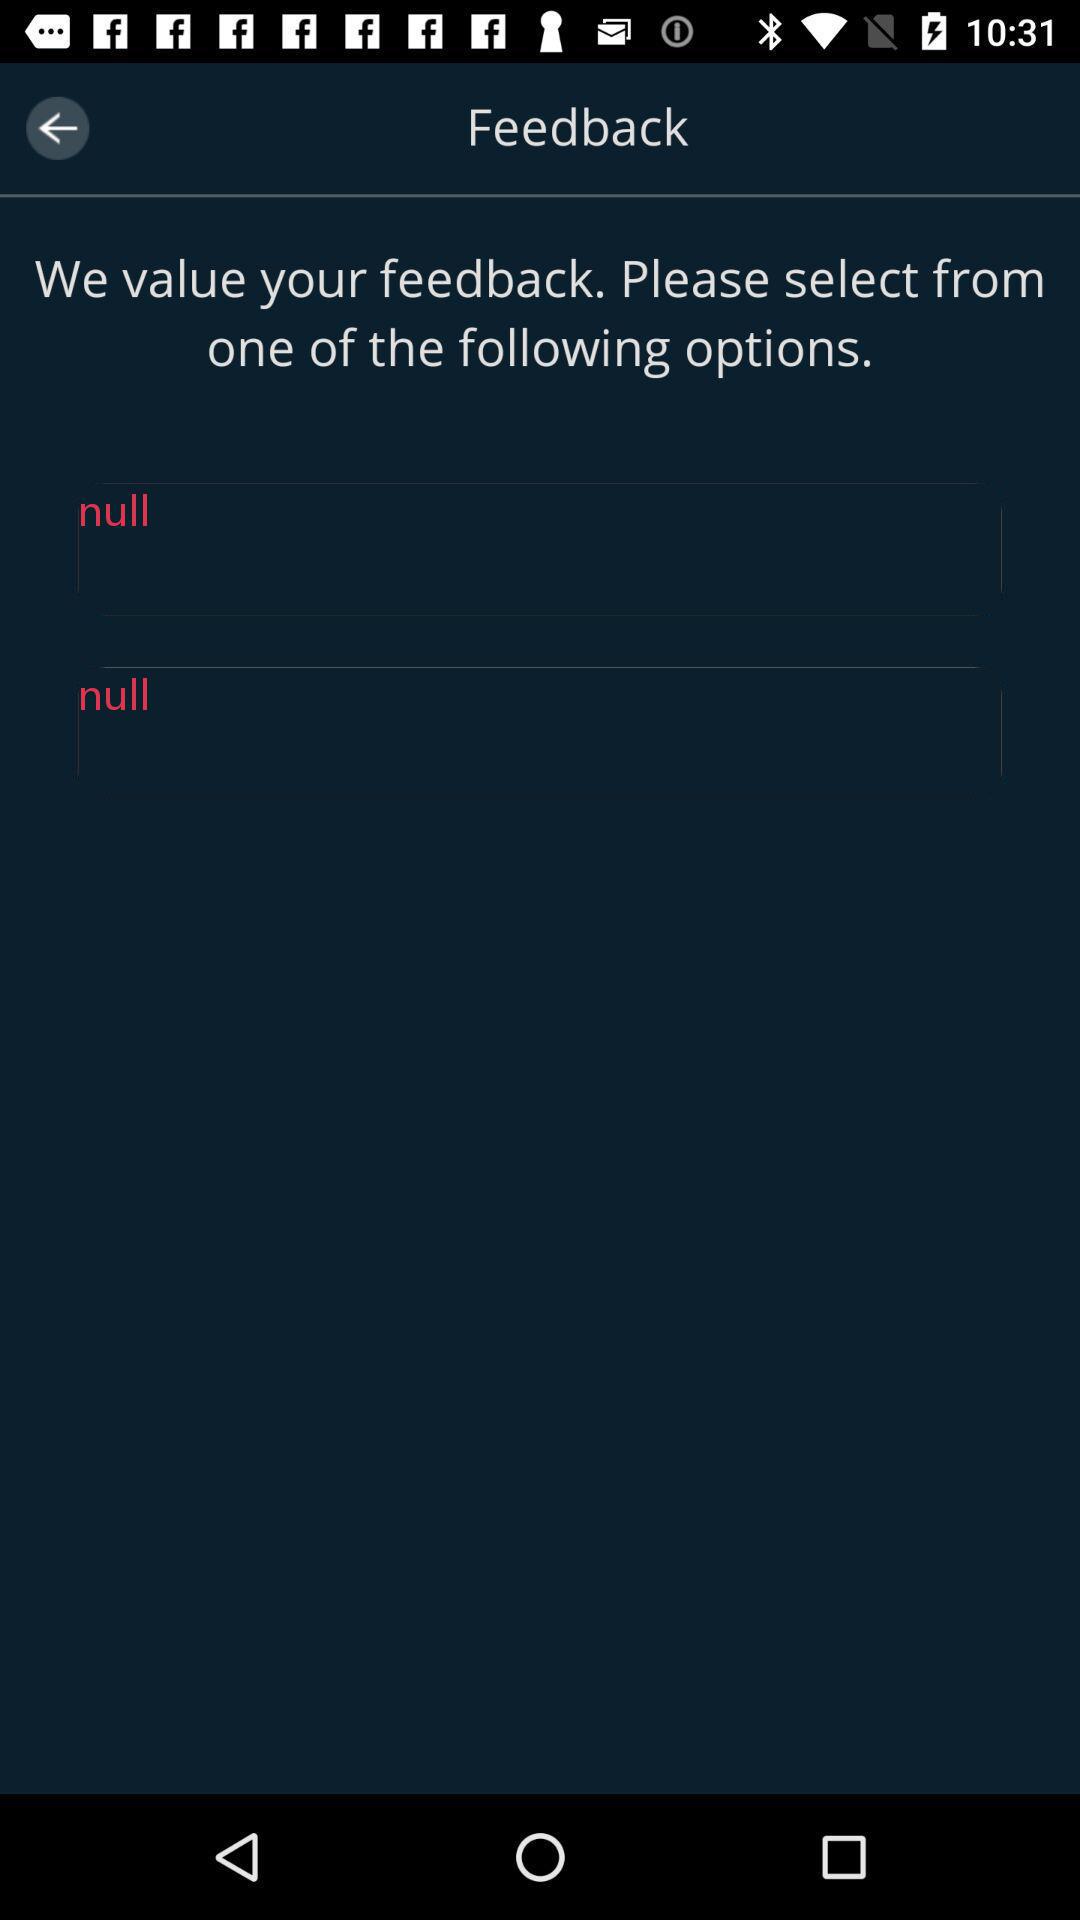 10:31
Feedback
We value your feedback. Please select from
one of the following options.
null
null